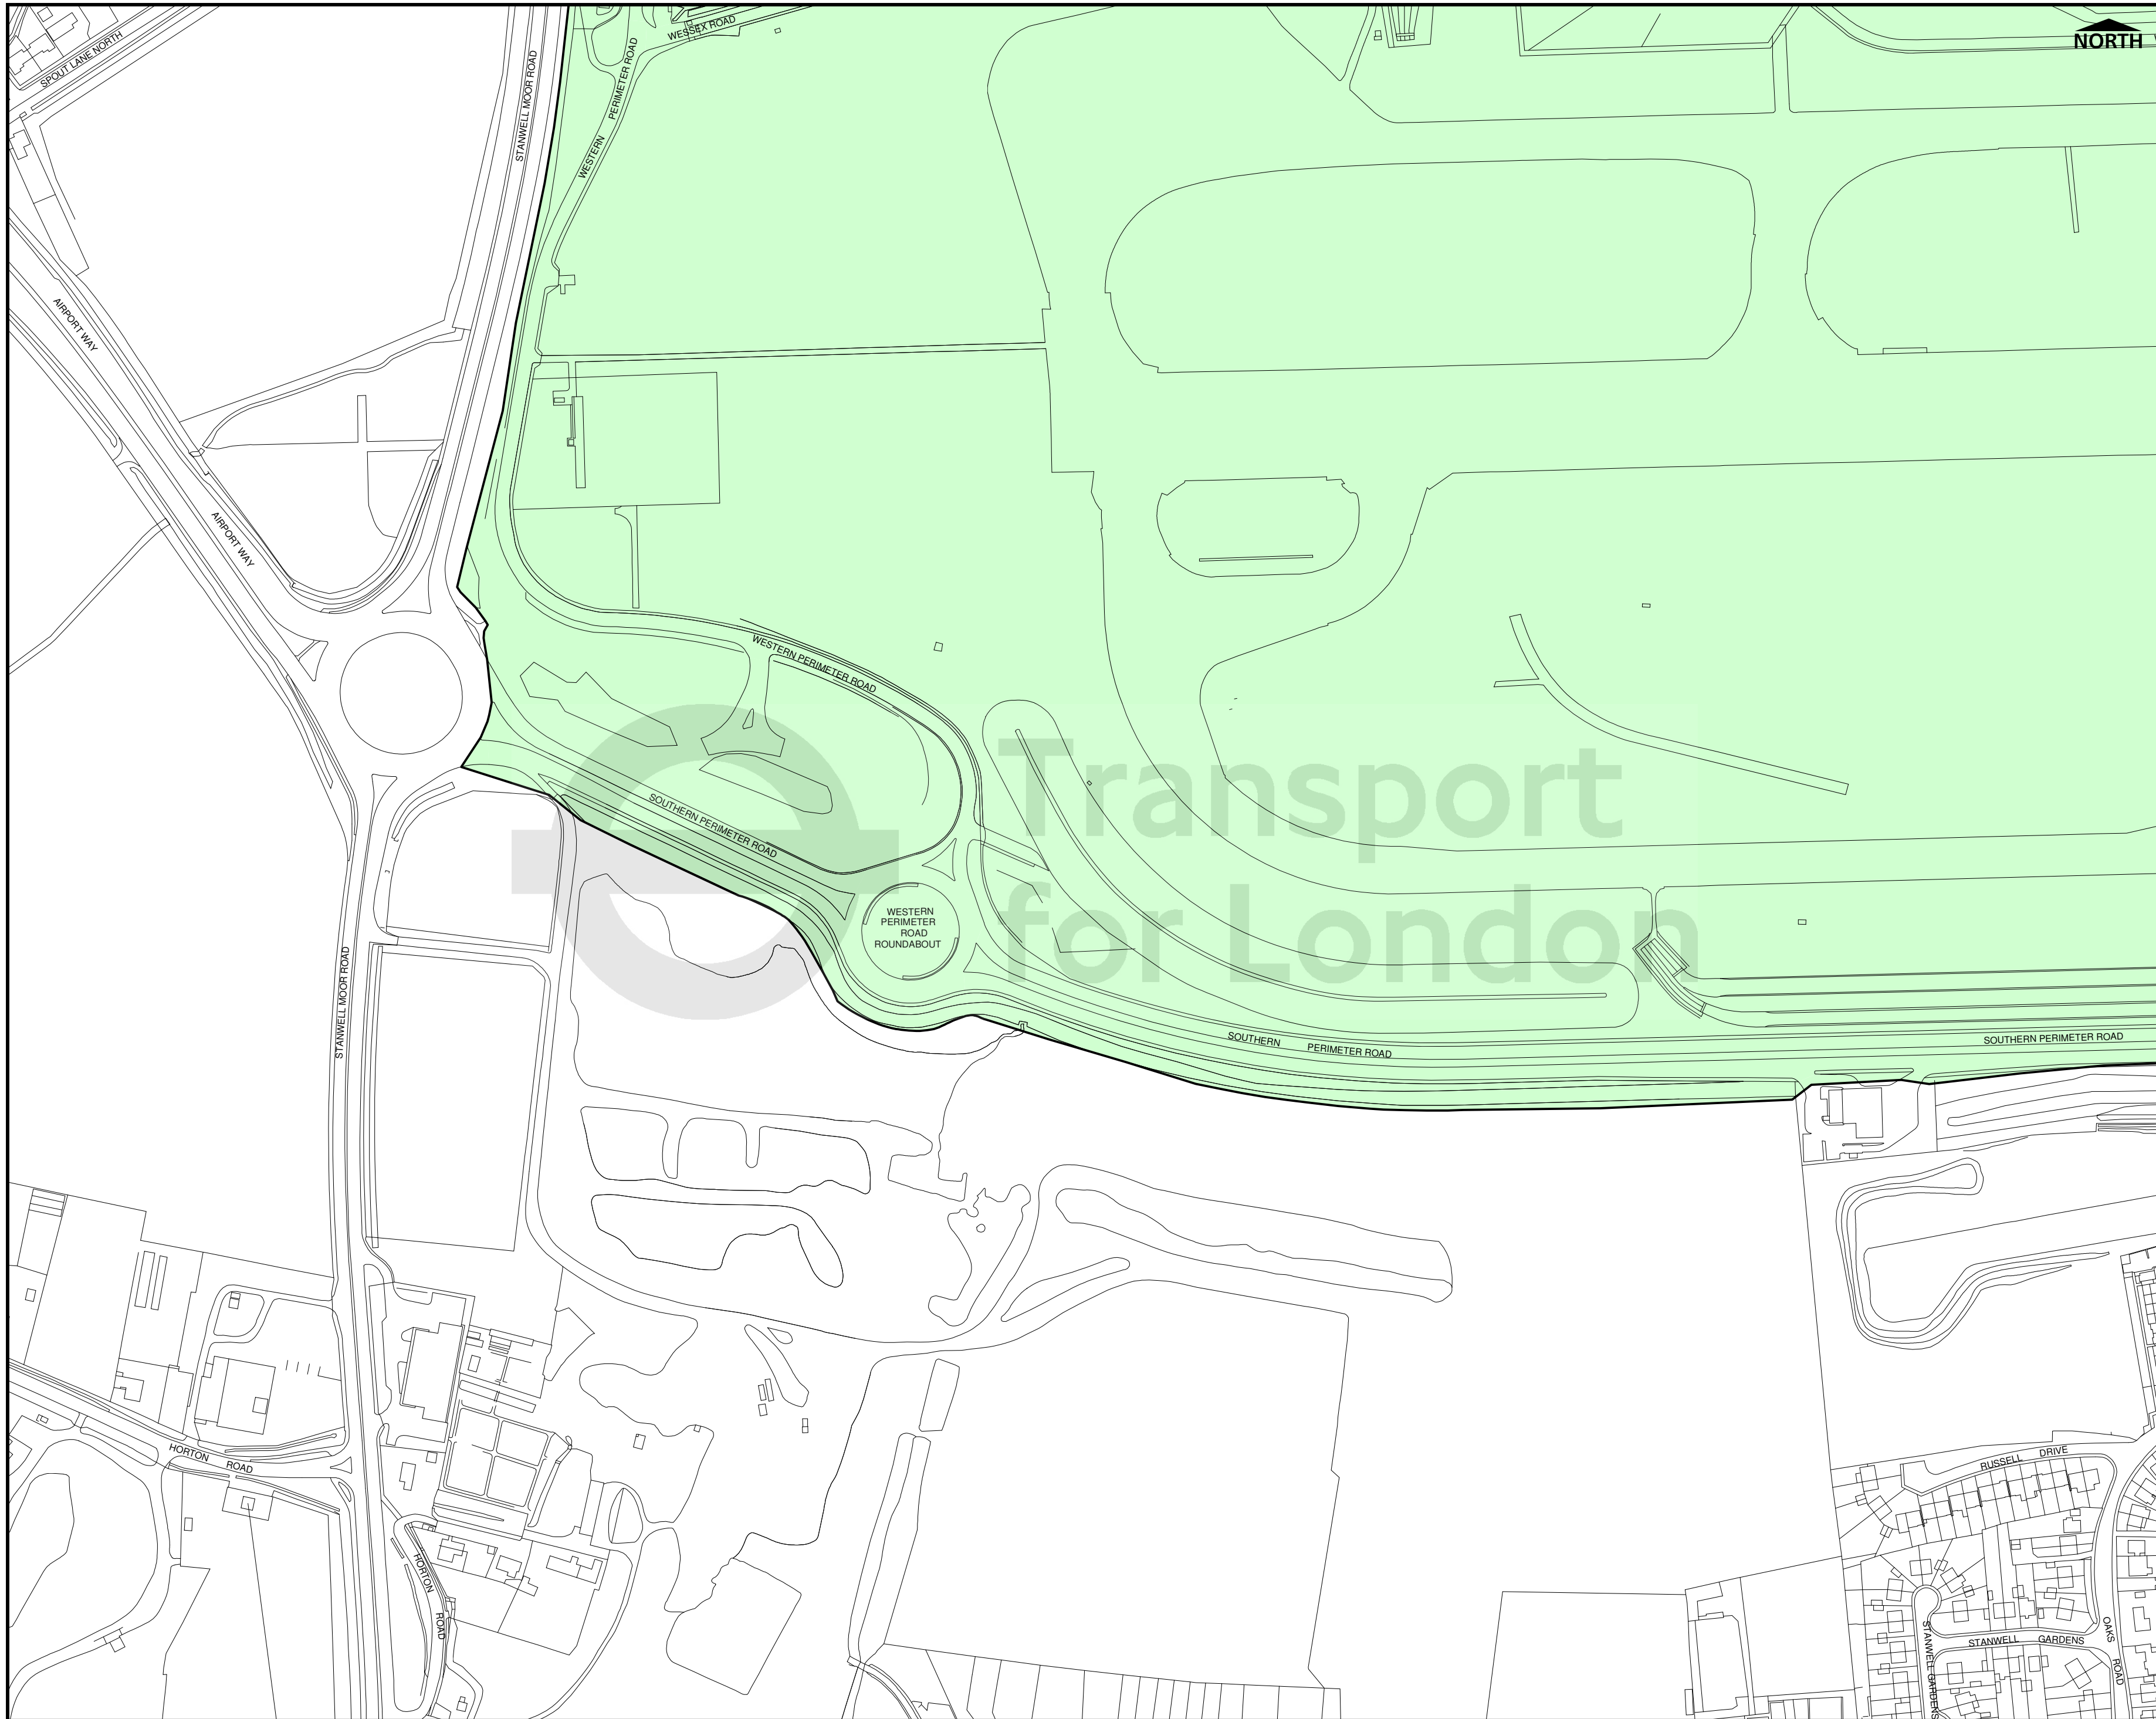 WESSEX ROAD
NORTH
SPOUT LANE NORTH
STANWELL MOOR ROAD
WESTERN PERIMETER ROAD
AIRPORT WAY
AIRPORT WAY
WESTERN PERIMETER ROAD
Transport
for London
SOUTHERN PERIMETER ROAD
WESTERN
PERIMETER
ROAD
ROUNDABOUT
STANWELL MOOR ROAD
SOUTHERN PERIMETER ROAD
SOUTHERN PERIMETER ROAD
HORTON ROAD
RUSSELL DRIVE
HORTON ROAD
STANWELL GARDENS
STANWELL GARDENS
OAKS ROAD